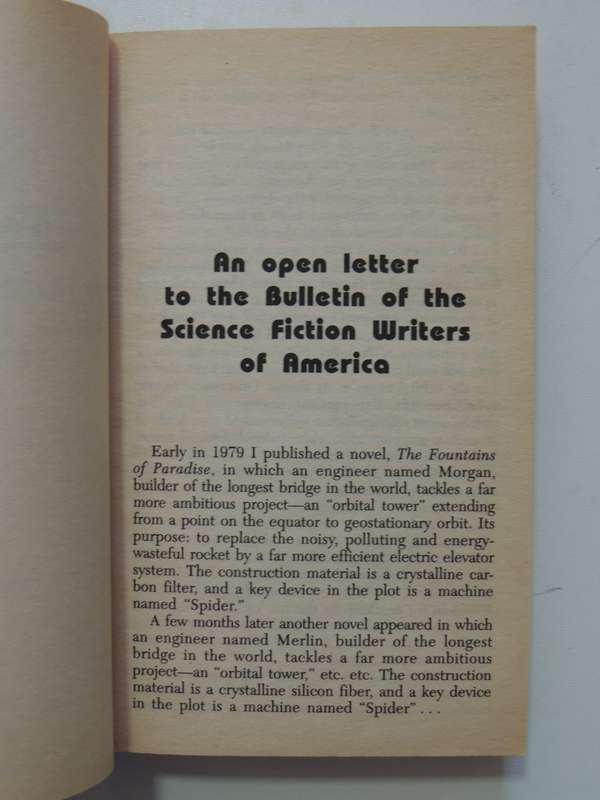 An open letter
to the Bulletin of the
Science Fiction Writers
of America
Early in 1979 I published a novel, The Fountains
of Paradise, in which an engineer named Morgan,
builder of the longest bridge in the world, tackles a far
more ambitious project—an “orbital tower” extending
from a point on the equator to geostationary orbit. Its
purpose: to replace the noisy, polluting and energy-
wasteful rocket by a far more efficient electric elevator
system. The construction material is a crystalline car-
bon filter, and a key device in the plot is a machine
named “Spider.”
A few months later another novel appeared in which
an engineer named Merlin, builder of the longest
bridge in the world, tackles a far more ambitious
project—an “orbital tower,” etc. etc. The construction
material is a crystalline silicon fiber, and a key device
in the plot is a machine named “Spider” . . .